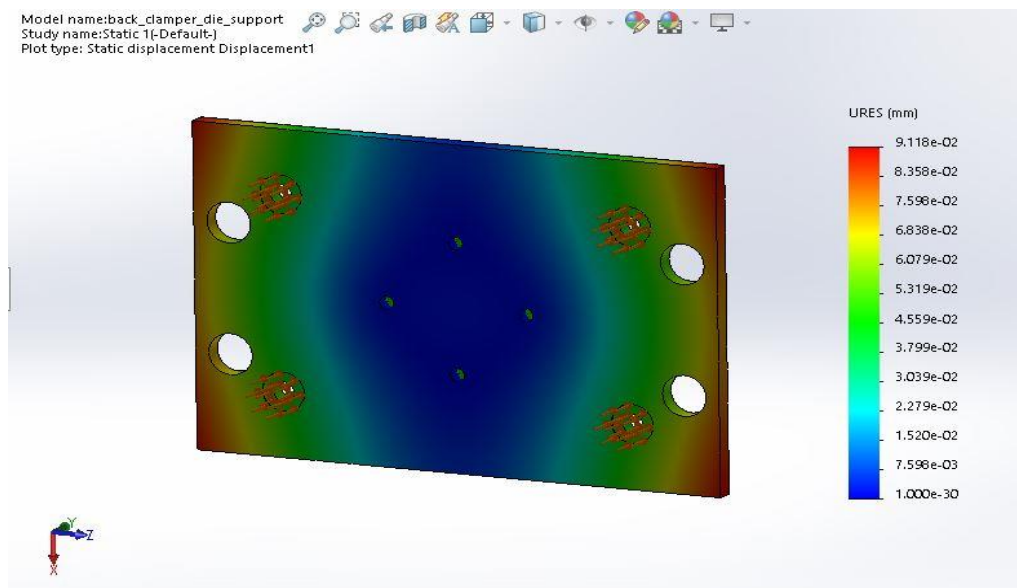 Model name:back_clamper_die_support
Study name:Static 1(-Default-)
Plot type: Static displacement Displacement1
URES (mm)
9.118e-02
8.358e-02
7.598e-02
6.838e-02
6.079e-02
5.319e-02
4.559e-02
3.799e-02
3.039e-02
2.279e-02
1.520e-02
7.598e-03
1.000e-30
Y
Z
X